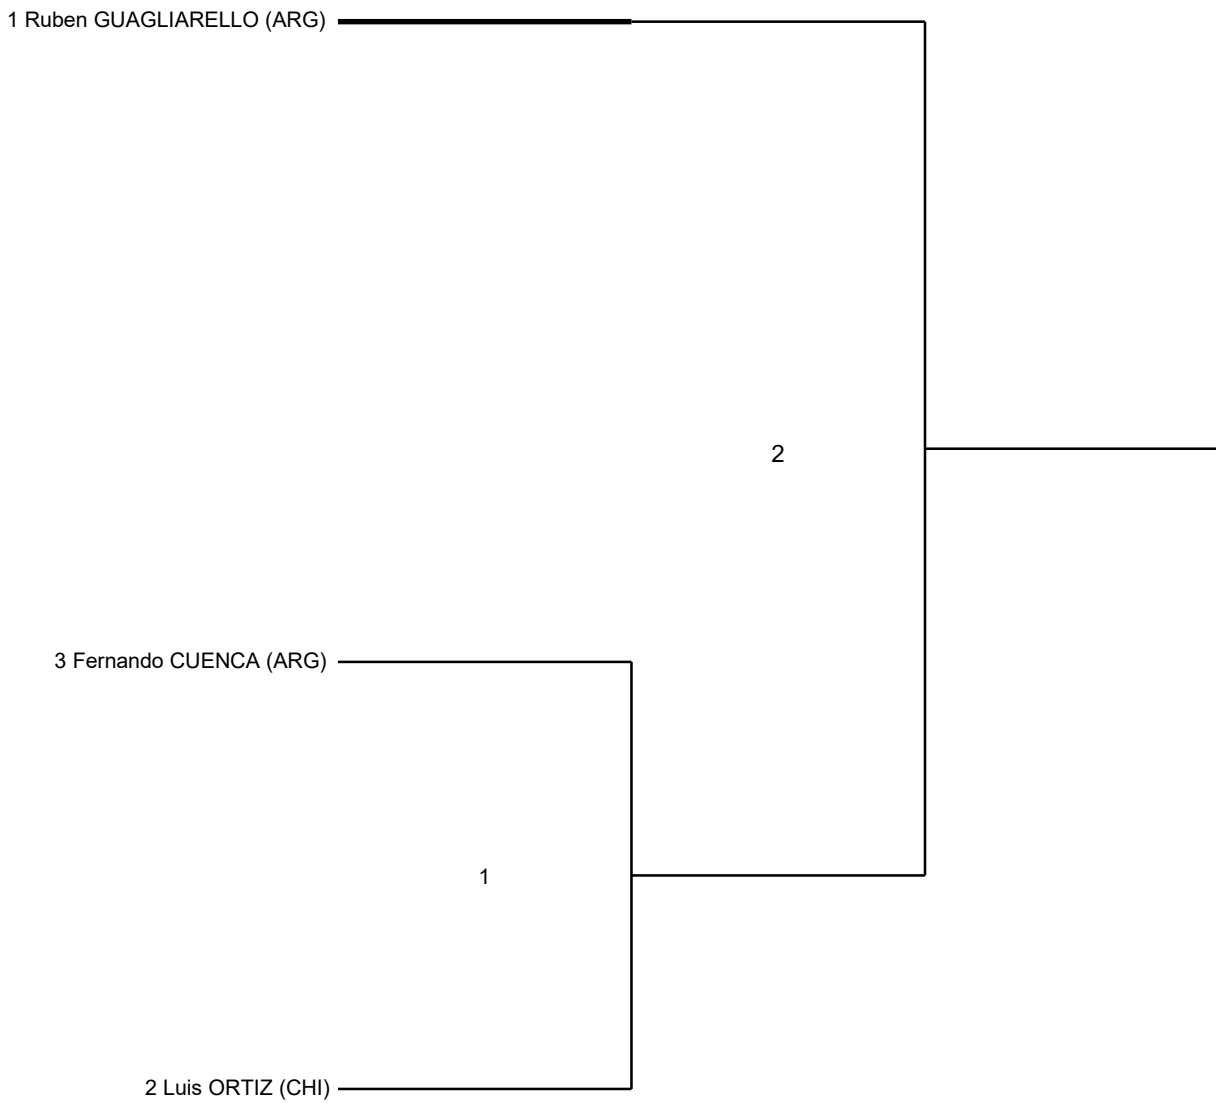 1 Ruben GUAGLIARELLO (ARG)
2
3 Fernando CUENCA (ARG)
1
2 Luis ORTIZ (CHI)